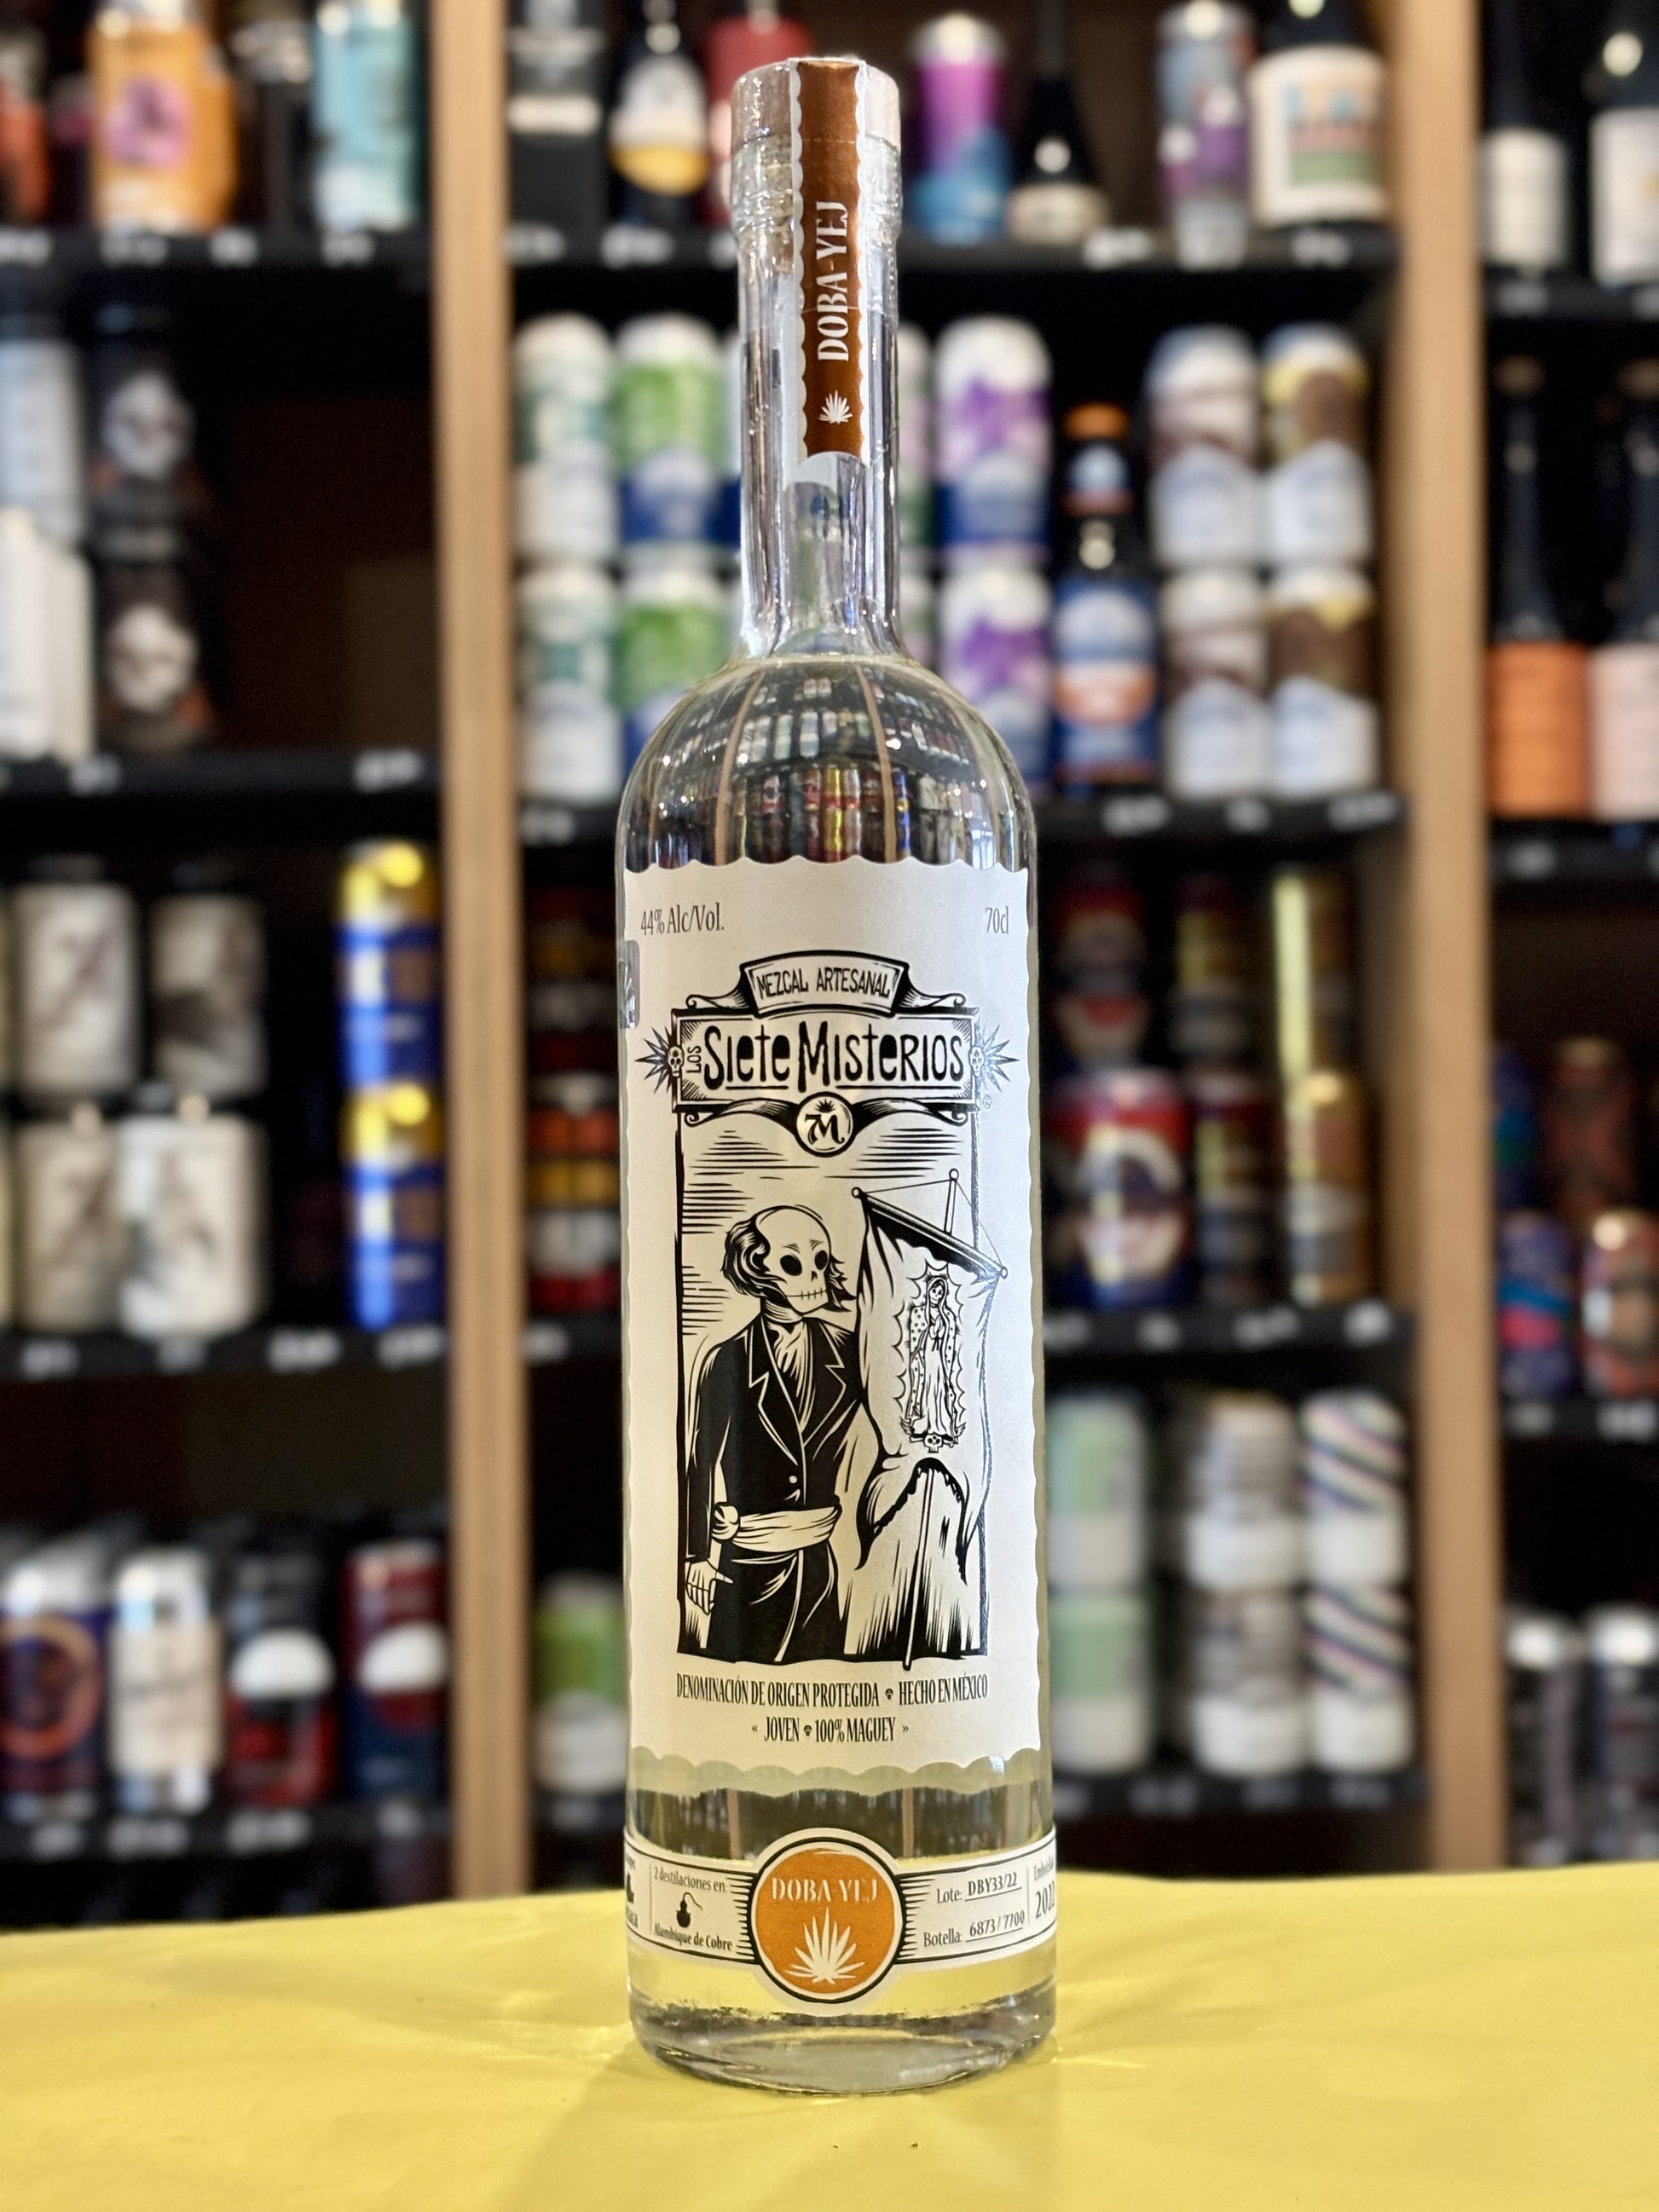 DOBA-YEJ
44% Alc/Vol. 70cl
MEZCAL ARTESANAL
LOS SIETE MISTERIOS
7M
DENOMINACIÓN DE ORIGEN PROTEGIDA HECHO EN MÉXICO
« JOVEN 100% MAGUEY »
2 destilaciones en:
Alambique de Cobre
DOBA-YEJ
Lote: DBY33/22
Botella: 6873 / 7700